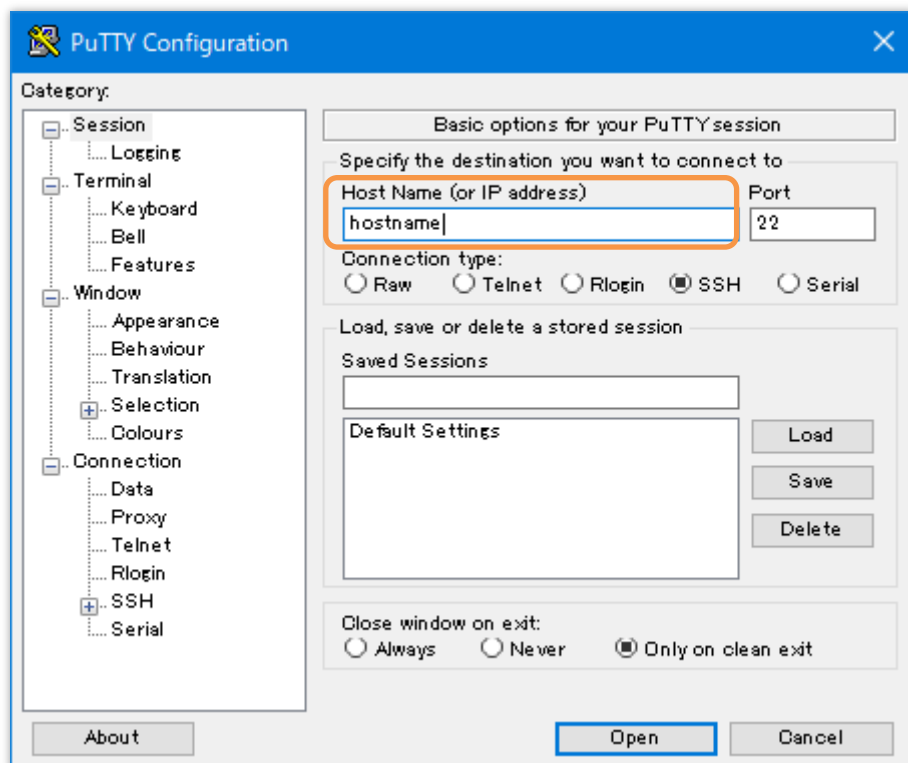 PuTTY Configuration
Category:
Session
Logging
Terminal
Keyboard
Bell
Features
Window
Appearance
Behaviour
Translation
Selection
Colours
Connection
Data
Proxy
Telnet
Rlogin
SSH
Serial
Basic options for your PuTTY session
Specify the destination you want to connect to
Host Name (or IP address) Port
hostname 22
Connection type:
Raw Telnet Rlogin SSH Serial
Load, save or delete a stored session
Saved Sessions
Default Settings
Load
Save
Delete
Close window on exit:
Always Never Only on clean exit
About Open Cancel